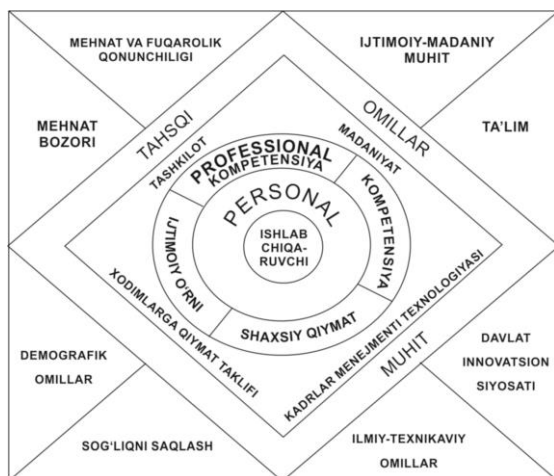 MEHNAT VA FUQAROLIK
QONUNCHILIGI
IJTIMOIY-MADANIY
MUHIT
MEHNAT
BOZORI
TAHSQI
OMILLAR
TA'LIM
TASHKILOT
MADANIYAT
PROFESSIONAL
KOMPETENSIYA
KOMPETENSIYA
PERSONAL
ISHLAB
CHIQA-
RUVCHI
IJTIMOIY O'RNI
SHAXSIY QIYMAT
XODIMLARGA QIYMAT TAKLIFI
KADRLAR MENEJMENTI TEXNOLOGIYASI
MUHIT
DEMOGRAFIK
OMILLAR
DAVLAT
INNOVATSION
SIYOSATI
SOG'LIQNI SAQLASH
ILMIY-TEXNIKAVIY
OMILLAR